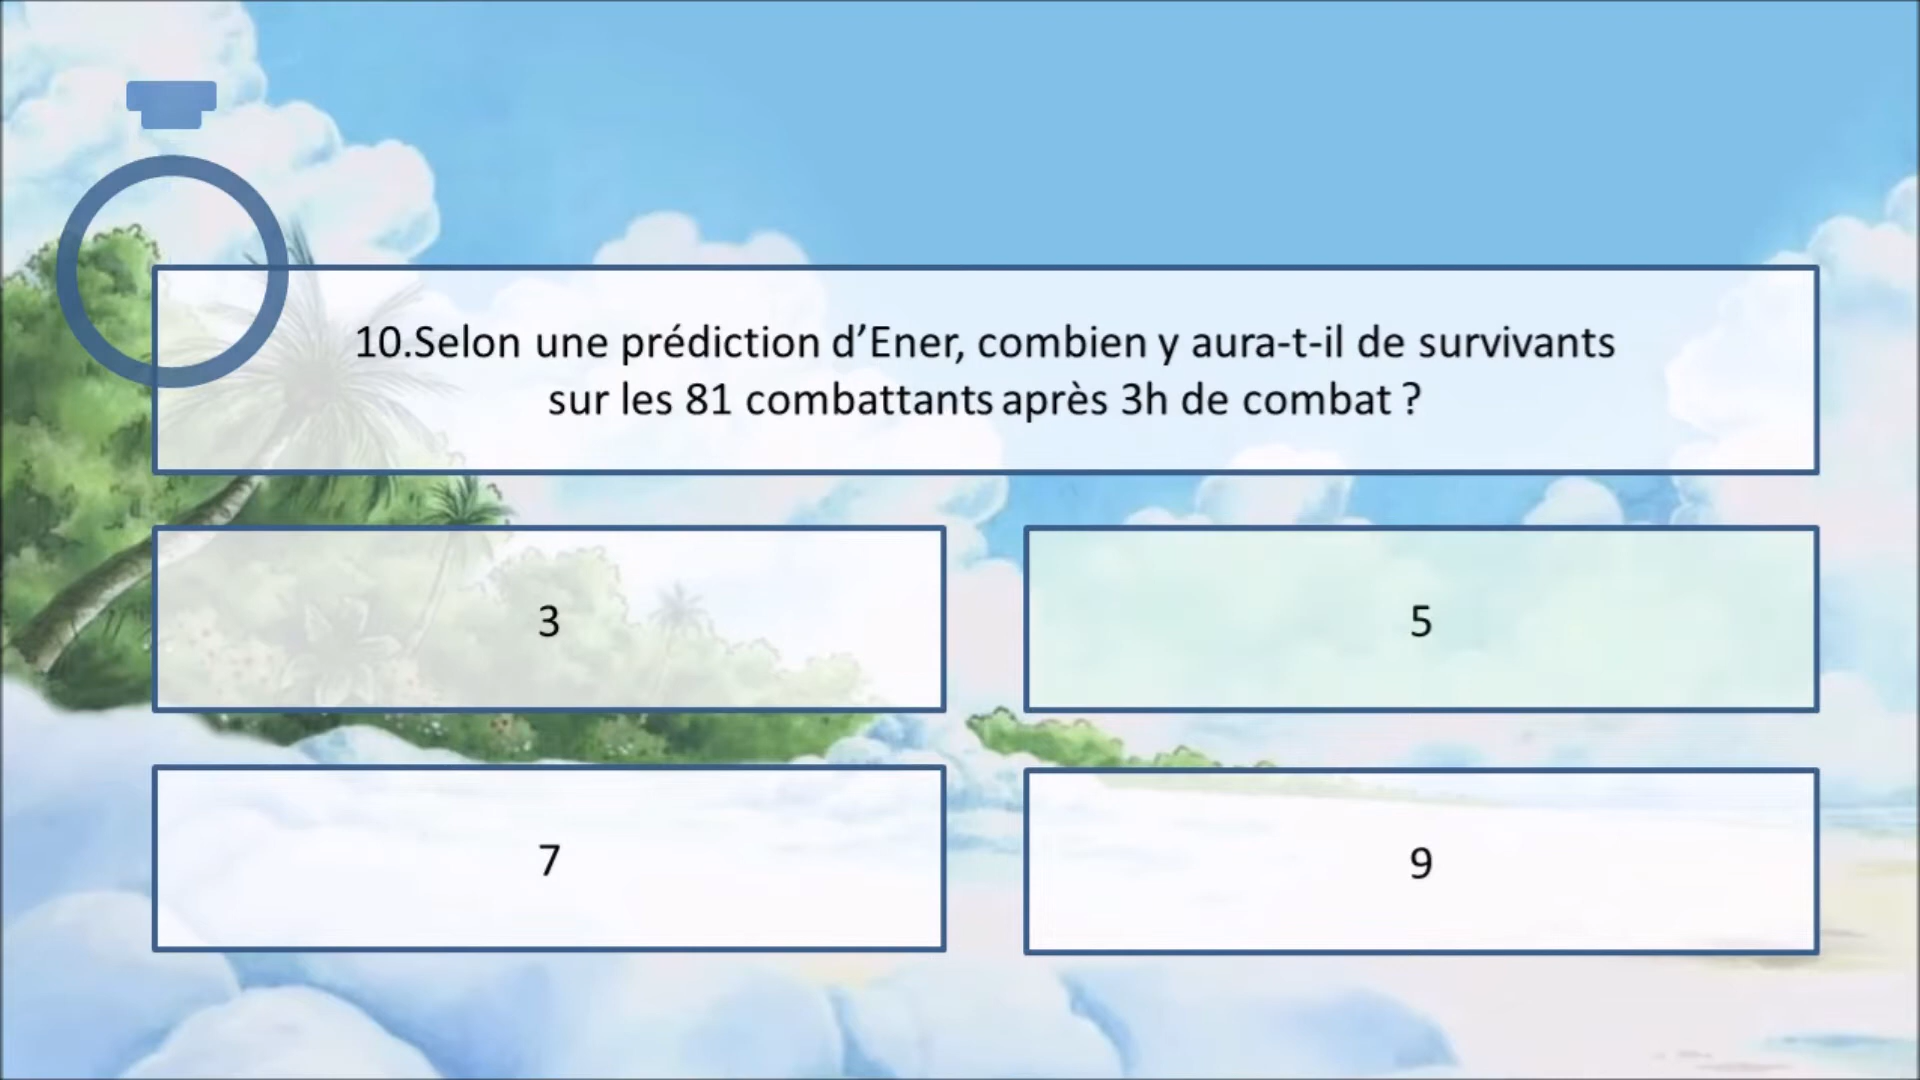 10.Selon une prédiction d’Ener, combien y aura-t-il de survivants
sur les 81 combattants après 3h de combat ?
3
5
7
9